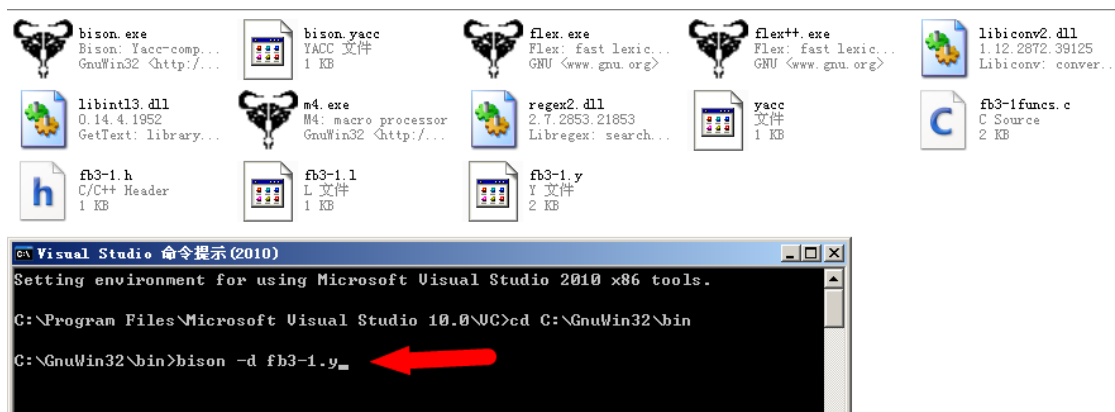 bison.exe
Bison: Yacc-comp...
GnuWin32 <http:/...
bison.yacc
YACC 文件
1 KB
flex.exe
Flex: fast lexic...
GNU <www.gnu.org>
flex++.exe
Flex: fast lexic...
GNU <www.gnu.org>
libiconv2.dll
1.12.2872.39125
Libiconv: conver...
libintl3.dll
0.14.4.1952
GetText: library...
m4.exe
M4: macro processor
GnuWin32 <http:/...
regex2.dll
2.7.2853.21853
Libregex: search...
yacc
文件
1 KB
fb3-1funcs.c
C Source
2 KB
fb3-1.h
C/C++ Header
1 KB
fb3-1.l
L 文件
1 KB
fb3-1.y
Y 文件
2 KB
Visual Studio 命令提示(2010)
Setting environment for using Microsoft Visual Studio 2010 x86 tools.
C:\Program Files\Microsoft Visual Studio 10.0\VC>cd C:\GnuWin32\bin
C:\GnuWin32\bin>bison -d fb3-1.y_